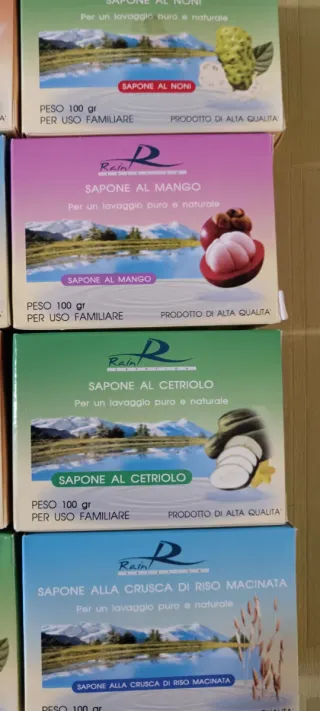 SAPONE AL NONI
Per un lavaggio puro e naturale
SAPONE AL NONI
PESO 100 gr
PER USO FAMILIARE PRODOTTO DI ALTA QUALITA'
Rain R
SAPONE AL MANGO
Per un lavaggio puro e naturale
SAPONE AL MANGO
PESO 100 gr
PER USO FAMILIARE PRODOTTO DI ALTA QUALITA'
Rain R
SAPONE AL CETRIOLO
Per un lavaggio puro e naturale
SAPONE AL CETRIOLO
PESO 100 gr
PER USO FAMILIARE PRODOTTO DI ALTA QUALITA'
Rain R
SAPONE ALLA CRUSCA DI RISO MACINATA
Per un lavaggio puro e naturale
SAPONE ALLA CRUSCA DI RISO MACINATA
PESO 100 gr